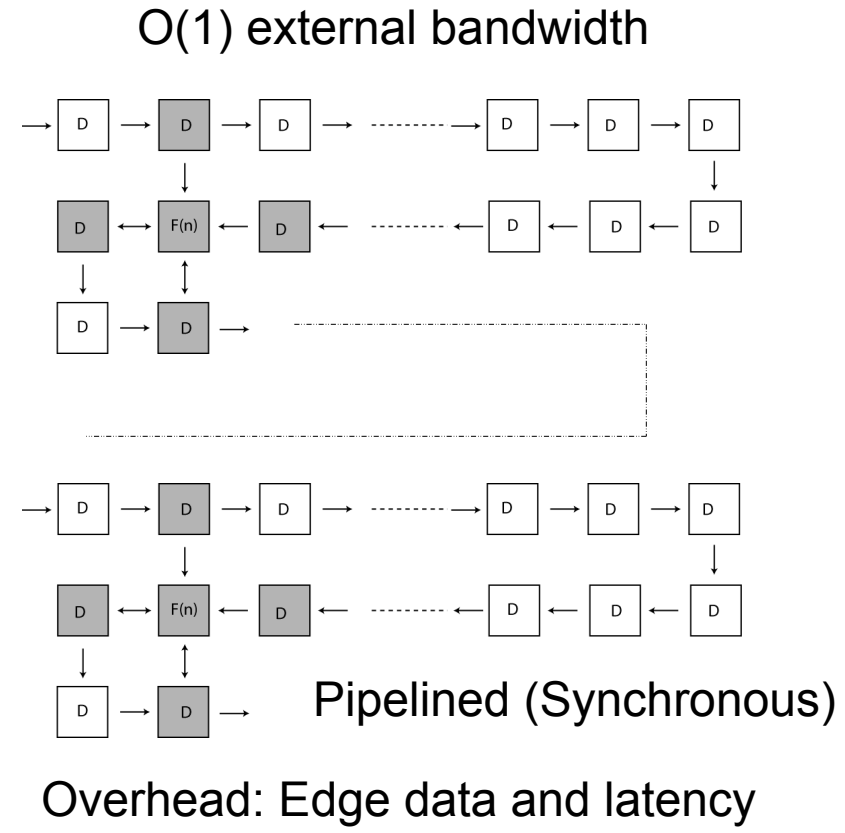 O(1) external bandwidth
D D D D D D
D F(n) D D D D
D D
D D D D D D
D F(n) D D D D
D D
Pipelined (Synchronous)
Overhead: Edge data and latency